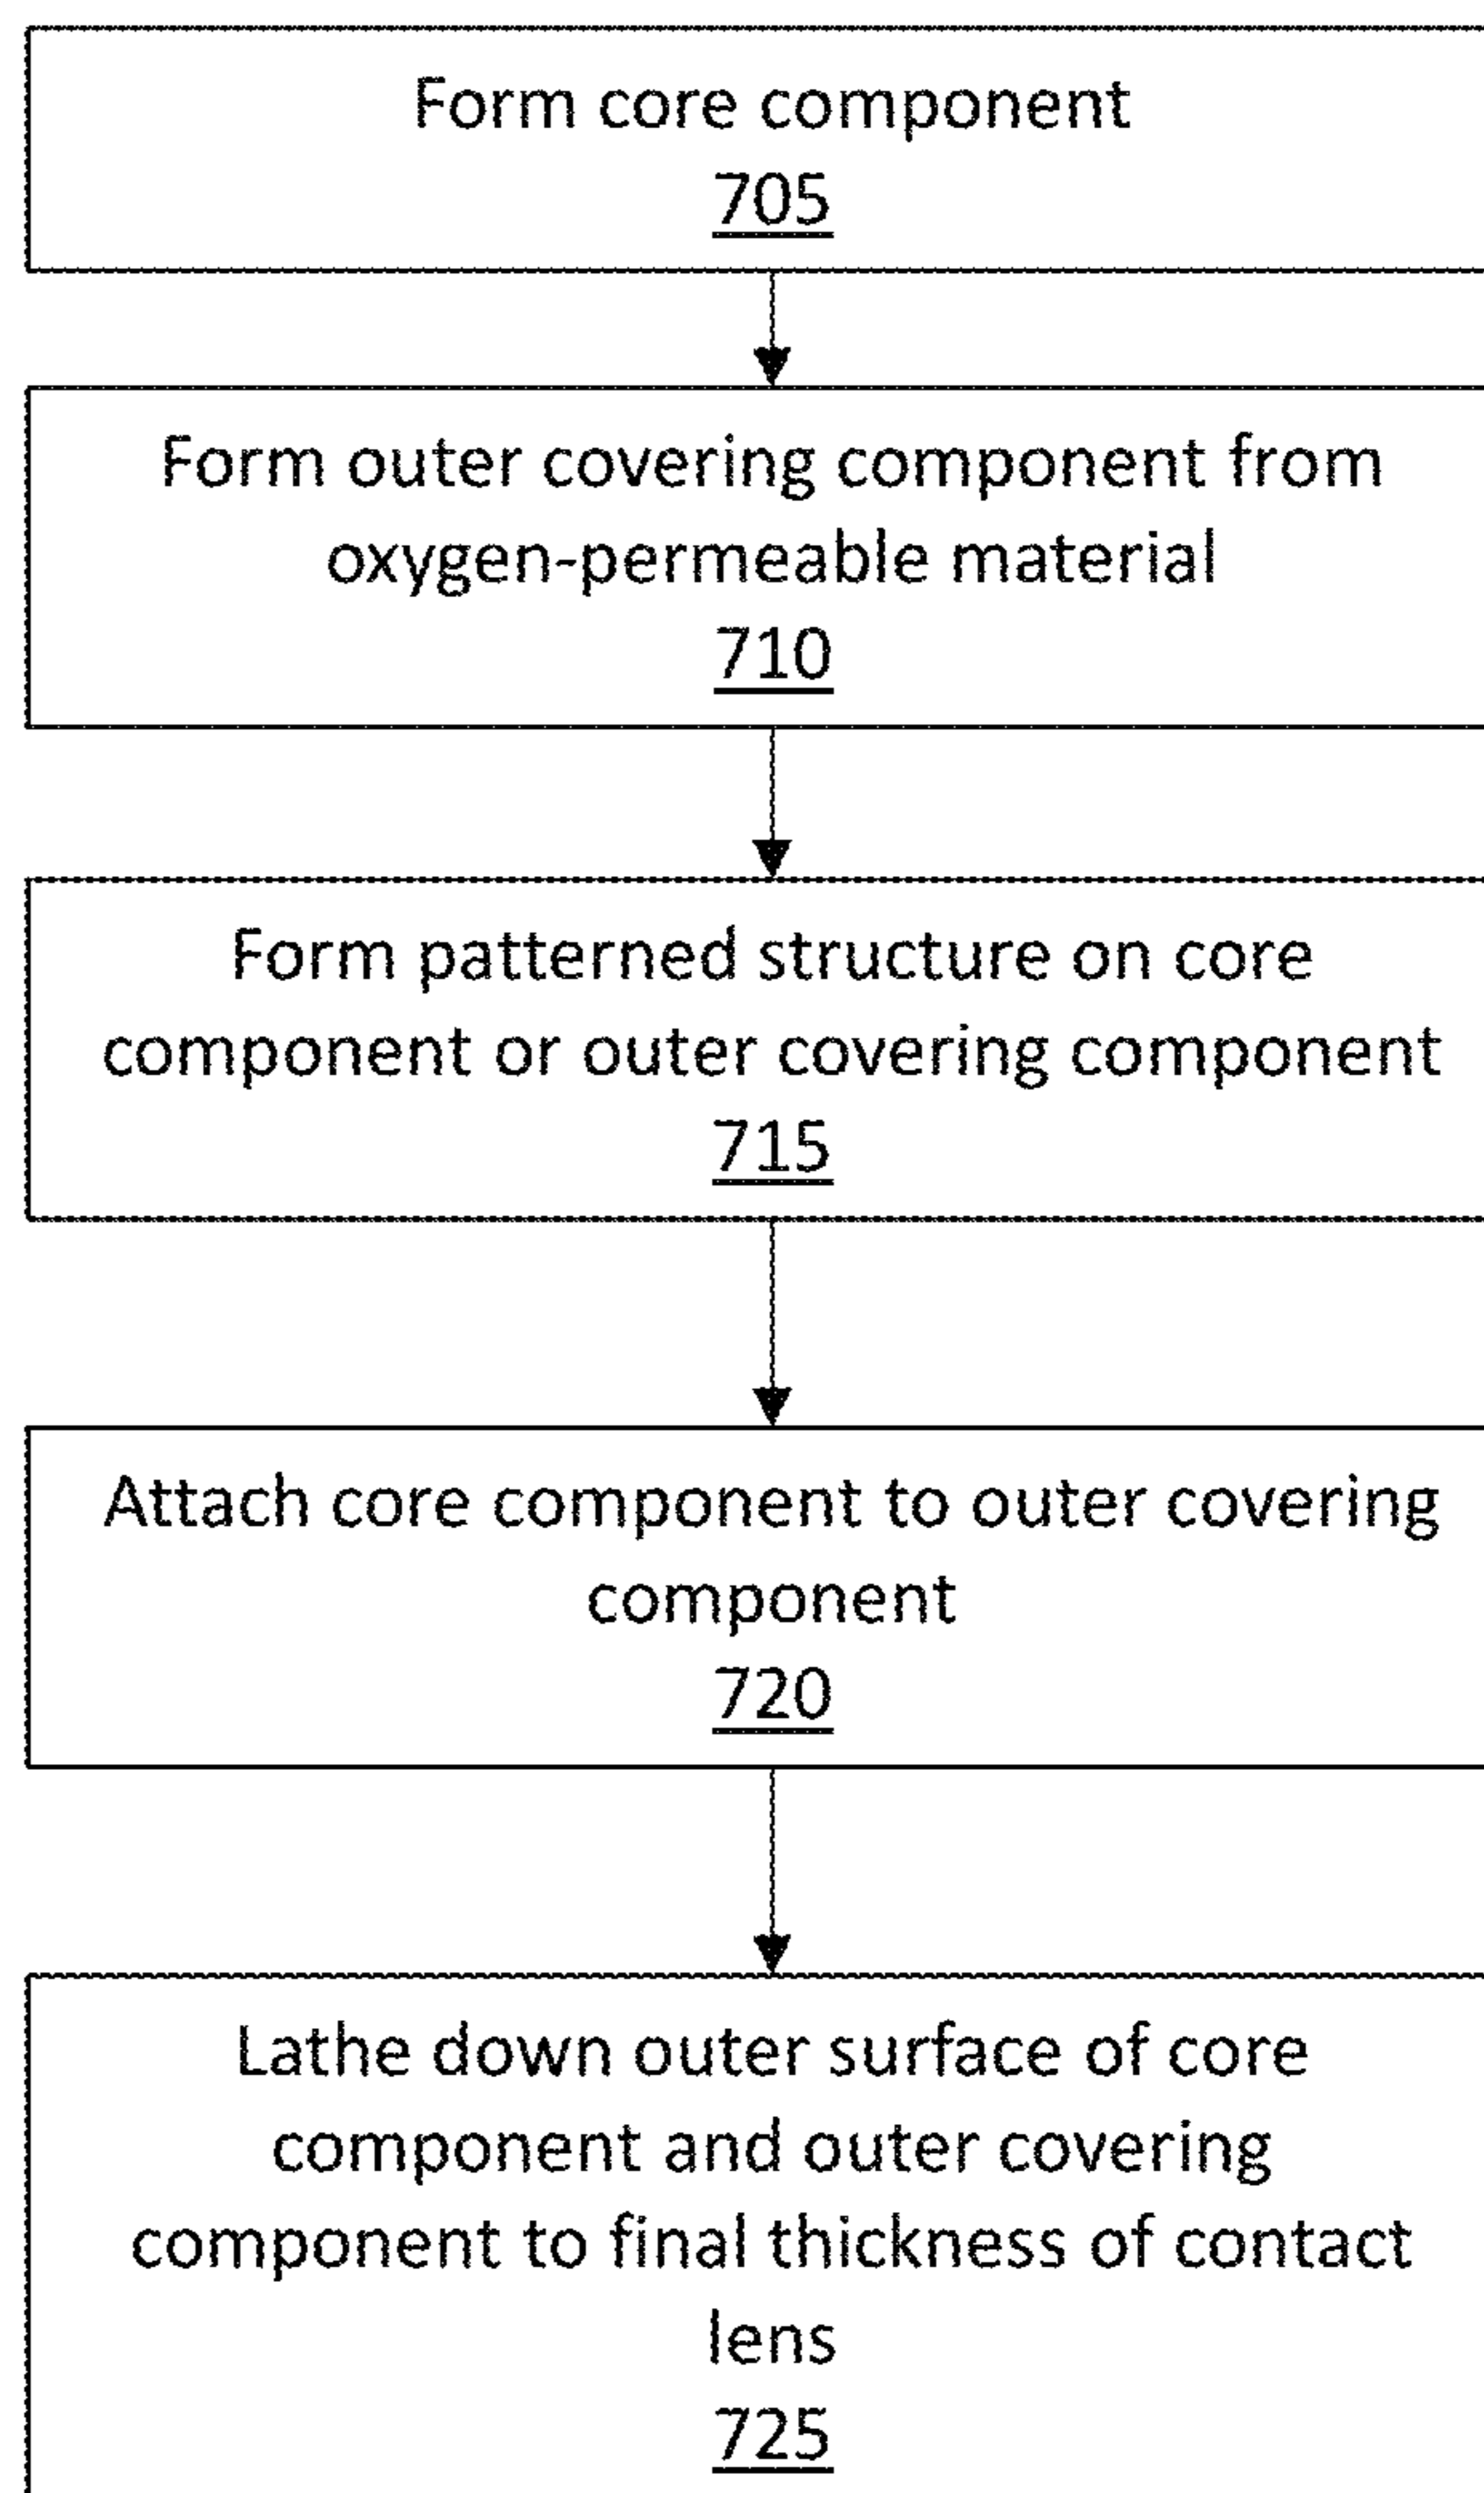 Form core component
705
Form outer covering component from
oxygen-permeable material
710
Form patterned structure on core
component or outer covering component
715
Attach core component to outer covering
component
720
Lathe down outer surface of core
component and outer covering
component to final thickness of contact
lens
725